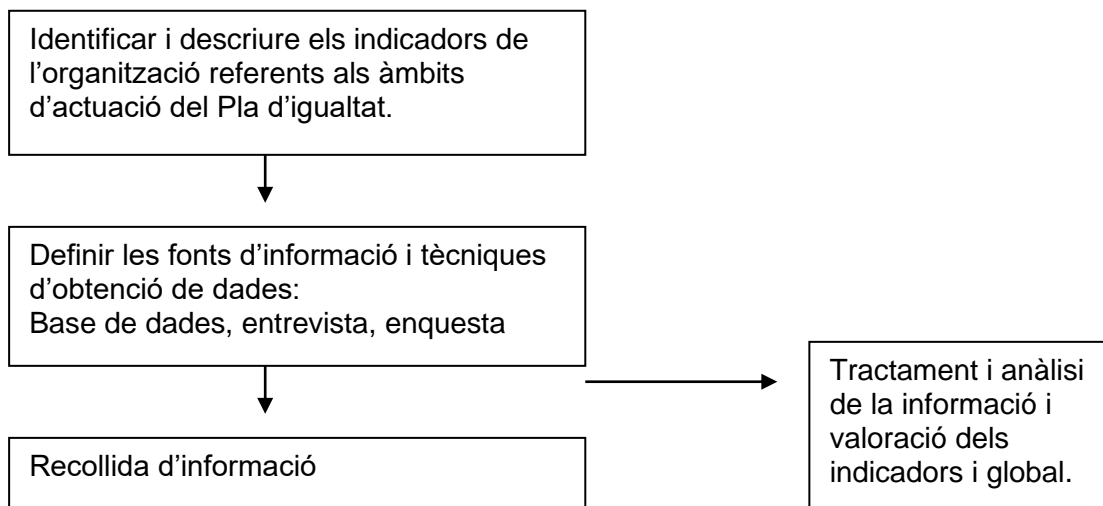 Identificar i descriure els indicadors de
l’organització referents als àmbits
d’actuació del Pla d’igualtat.
Definir les fonts d’informació i tècniques
d’obtenció de dades:
Base de dades, entrevista, enquesta
Recollida d’informació
Tractament i anàlisi
de la informació i
valoració dels
indicadors i global.